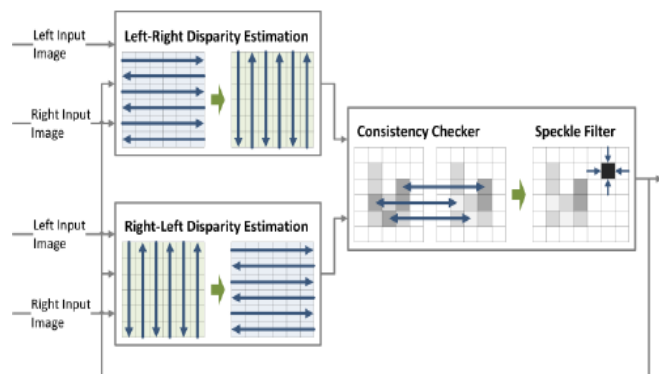 Left Input
Image
Left-Right Disparity Estimation
Right Input
Image
Consistency Checker
Speckle Filter
Left Input
Image
Right-Left Disparity Estimation
Right Input
Image